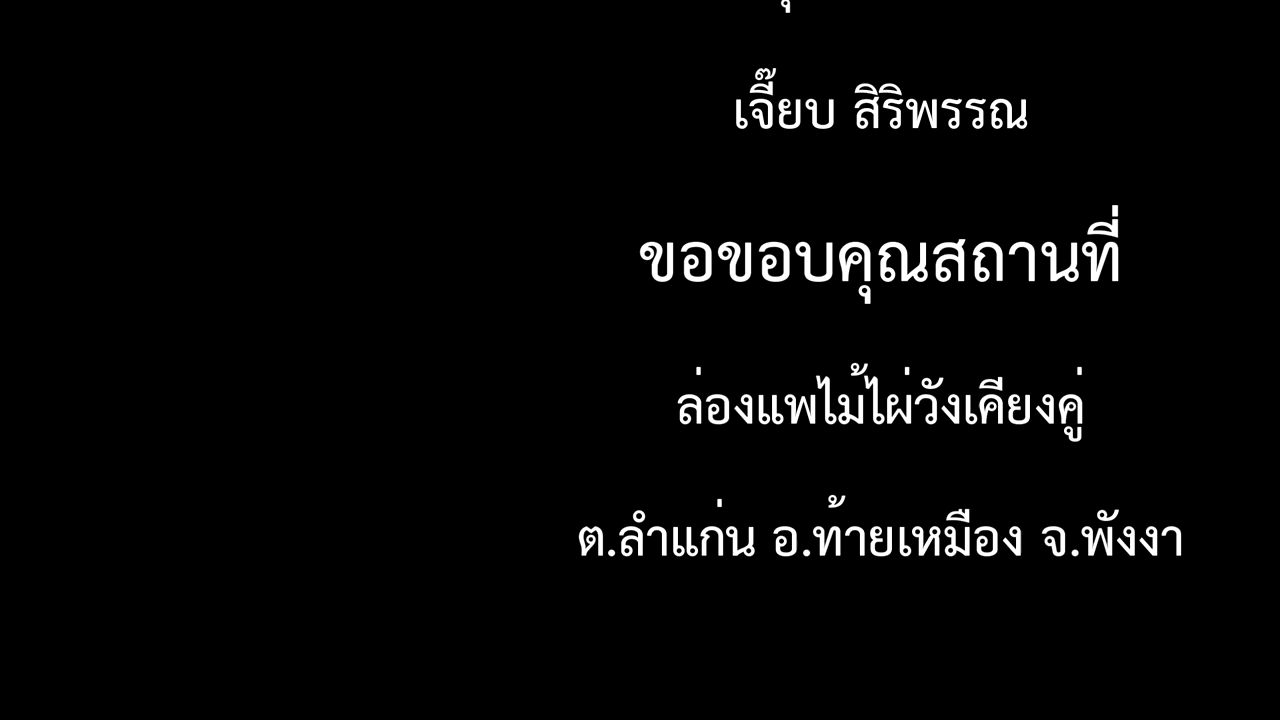 เจี๊ยบ สิริพรรณ
ขอขอบคุณสถานที่
ล่องแพไม้ไผ่วังเคียงคู่
ต.ลำแก่น อ.ท้ายเหมือง จ.พังงา